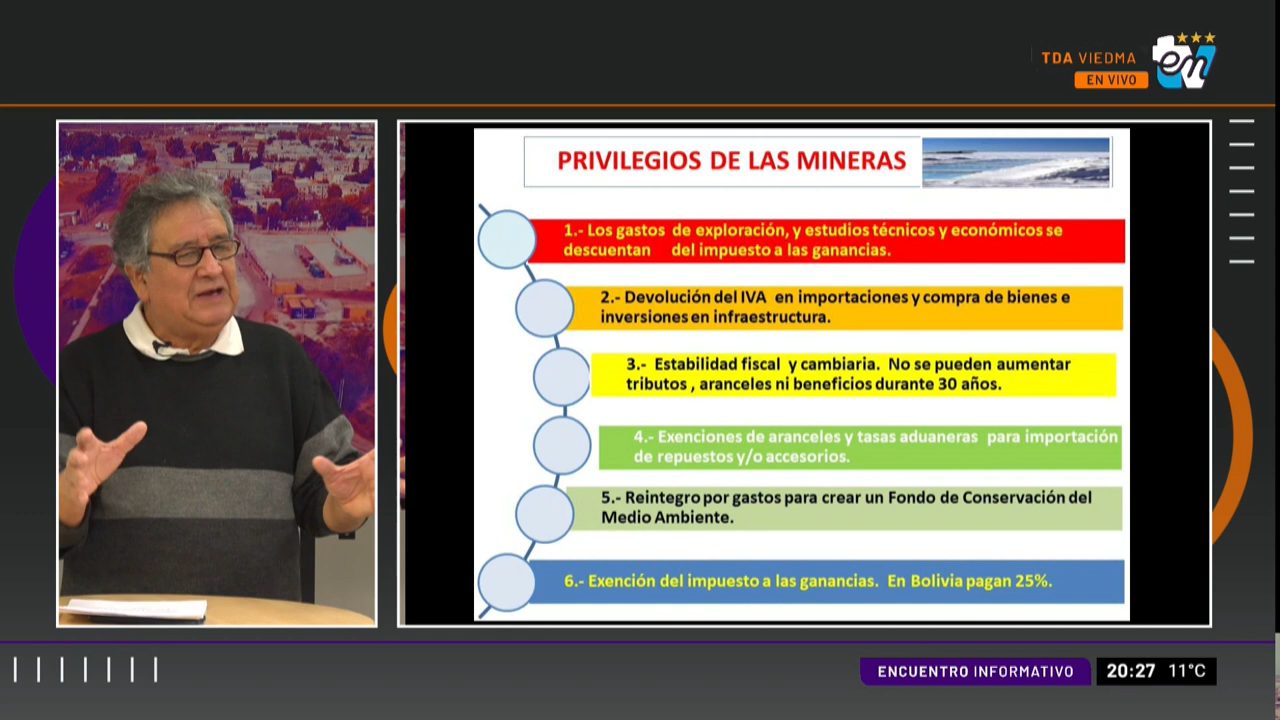 TDA VIEDMA
EN VIVO
em
PRIVILEGIOS DE LAS MINERAS
1.- Los gastos de exploración, y estudios técnicos y económicos se
descuentan del impuesto a las ganancias.
2.- Devolución del IVA en importaciones y compra de bienes e
inversiones en infraestructura.
3.- Estabilidad fiscal y cambiaria. No se pueden aumentar
tributos , aranceles ni beneficios durante 30 años.
4.- Exenciones de aranceles y tasas aduaneras para importación
de repuestos y/o accesorios.
5.- Reintegro por gastos para crear un Fondo de Conservación del
Medio Ambiente.
6.- Exención del impuesto a las ganancias. En Bolivia pagan 25%.
ENCUENTRO INFORMATIVO
20:27 11°C